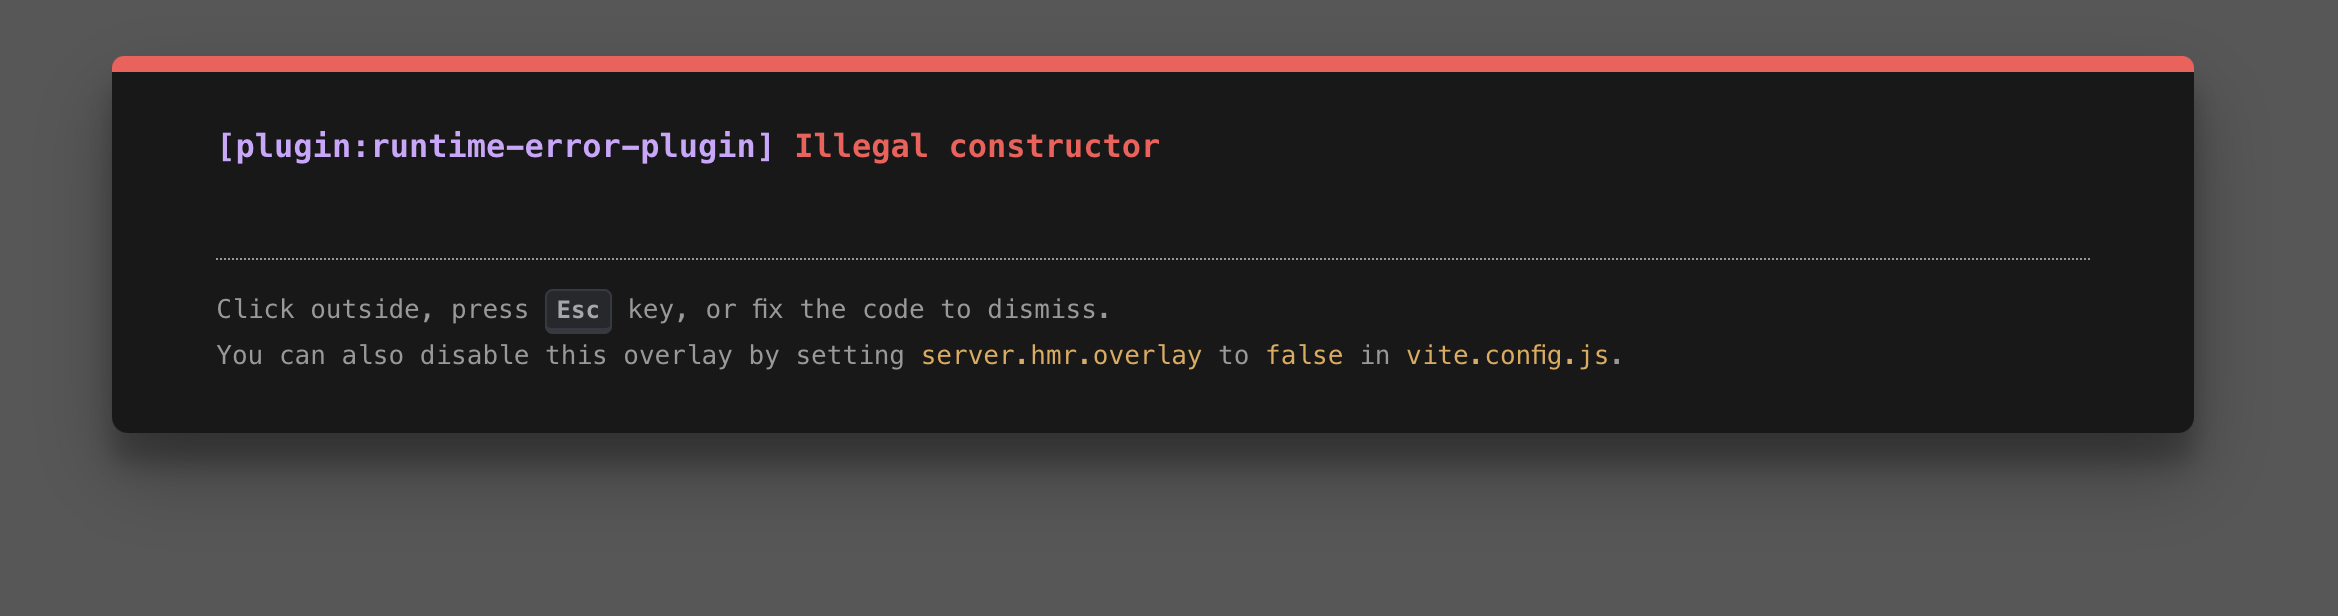 [plugin:runtime-error-plugin] Illegal constructor
Click outside, press Esc key, or fix the code to dismiss.
You can also disable this overlay by setting server.hmr.overlay to false in vite.config.js.